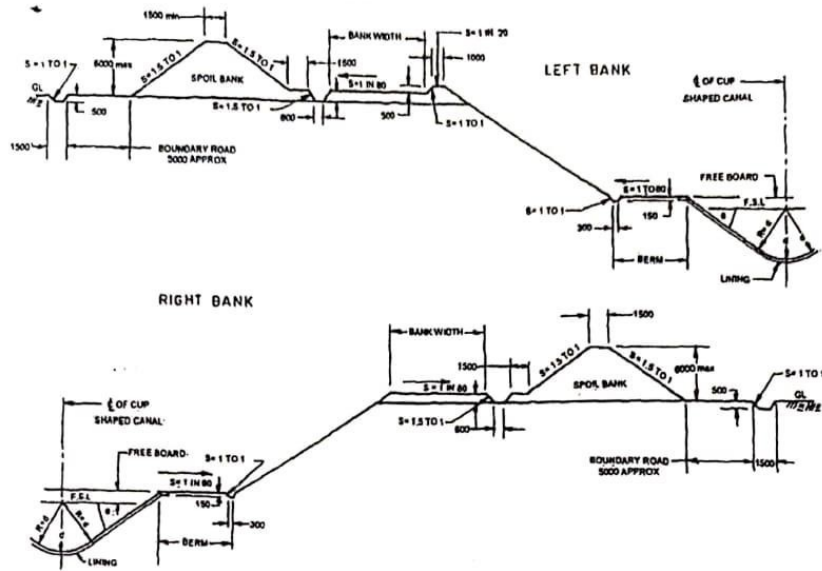 1500 min
S= 1 IN 20
BANK WIDTH
1500
1000
S = 1 TO 1
6000 max
S=1.5 TO 1
S=1.5 TO 1
LEFT BANK
℄ OF CUP
SHAPED CANAL
SPOIL BANK
S=1 IN 80
GL
500
S=1.5 TO 1
500
S= 1 TO 1
600
1500
BOUNDARY ROAD
5000 APPROX
FREE BOARD
S= 1 TO 80
F.S.L
S= 1 TO 1
150
300
R=d
d
BERM
LINING
RIGHT BANK
1500
BANK WIDTH
1500
S= 1.5 TO 1
S=1.5 TO 1
6000 max
S= 1 TO 1
S= 1 IN 80
SPOIL BANK
500
GL
℄ OF CUP
SHAPED CANAL
S= 1.5 TO 1
600
FREE BOARD
S= 1 TO 1
BOUNDARY ROAD
5000 APPROX
1500
S= 1 IN 80
F.S.L
150
300
R=d
R=d
d
BERM
LINING